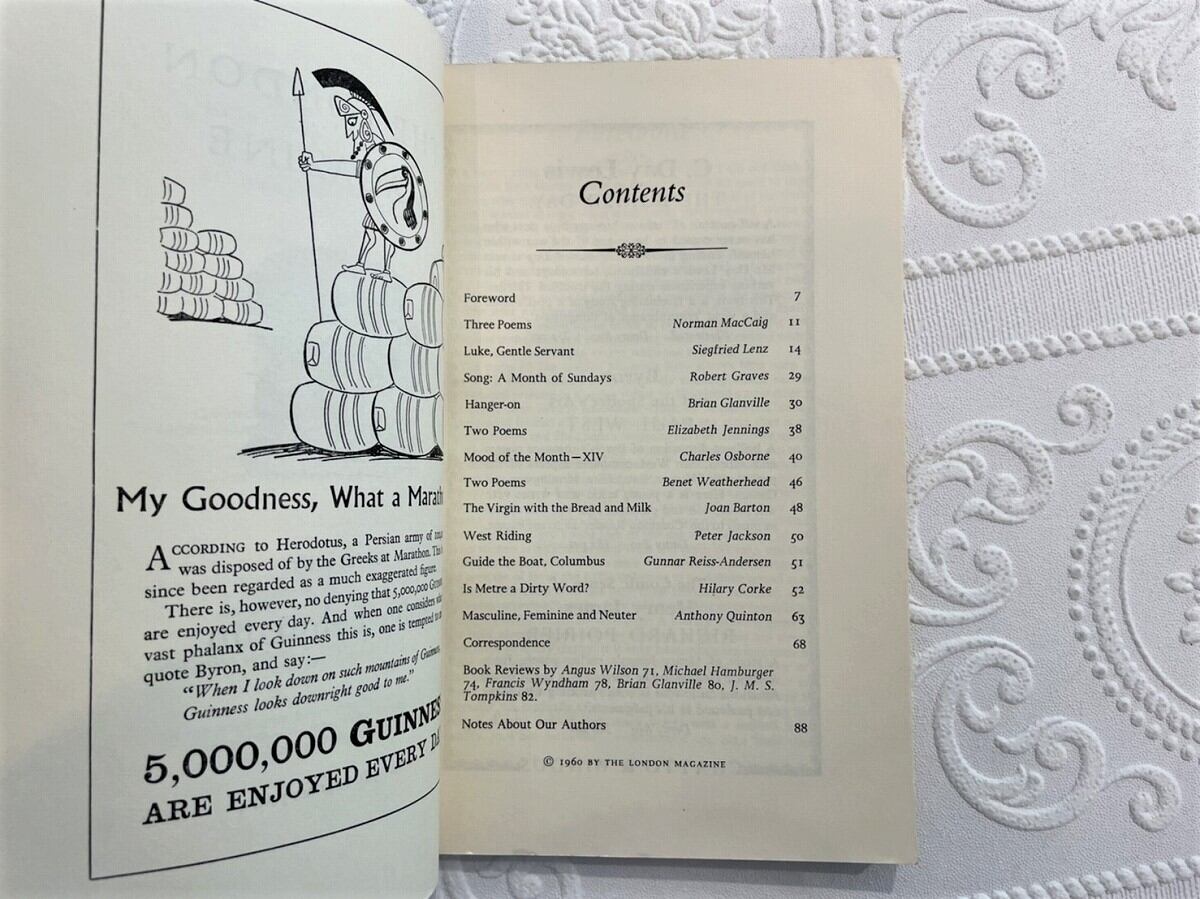 My Goodness, What a
ACCORDING to Herodotus, a Persian army of
was disposed of by the Greeks at Marathon.
since been regarded as a much exaggerated figure.
There is, however, no denying that 5,000,000
are enjoyed every day. And when one considers
vast phalanx of Guinness this is, one is tempted to
quote Byron, and say:—
"When I look down on such mountains of Guinness,
Guinness looks downright good to me."
5,000,000 GUINNESS
ARE ENJOYED EVERY
Contents
Foreword 7
Three Poems Norman MacCaig 11
Luke, Gentle Servant Siegfried Lenz 14
Song: A Month of Sundays Robert Graves 29
Hanger-on Brian Glanville 30
Two Poems Elizabeth Jennings 38
Mood of the Month—XIV Charles Osborne 40
Two Poems Benet Weatherhead 46
The Virgin with the Bread and Milk Joan Barton 48
West Riding Peter Jackson 50
Guide the Boat, Columbus Gunnar Reiss-Andersen 51
Is Metre a Dirty Word? Hilary Corke 52
Masculine, Feminine and Neuter Anthony Quinton 63
Correspondence 68
Book Reviews by Angus Wilson 71, Michael Hamburger
74, Francis Wyndham 78, Brian Glanville 80, J. M. S.
Tompkins 82.
Notes About Our Authors 88
© 1960 BY THE LONDON MAGAZINE